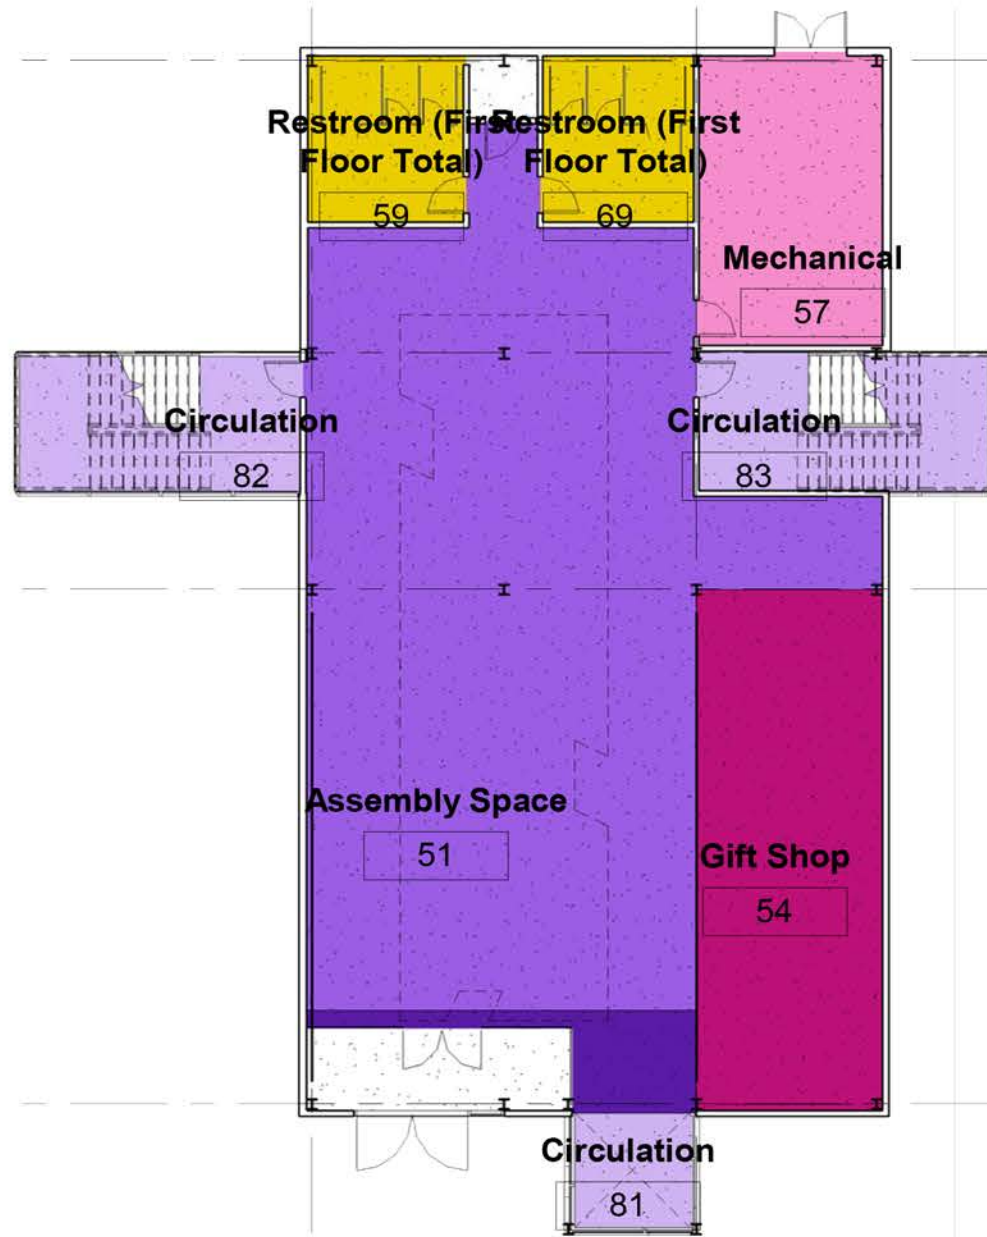 Restroom (First
Floor Total)
59
Restroom (First
Floor Total)
69
Mechanical
57
Circulation
82
Circulation
83
Assembly Space
51
Gift Shop
54
Circulation
81